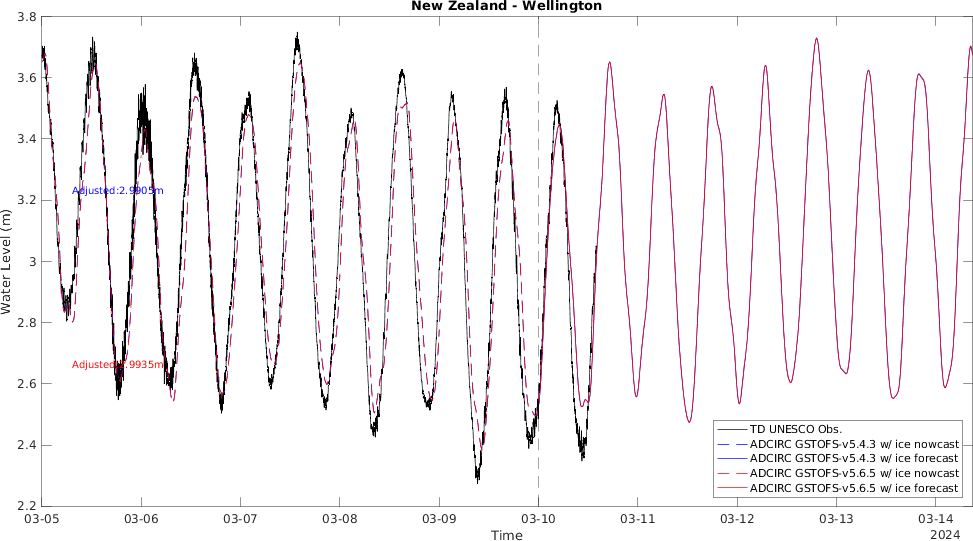 New Zealand - Wellington
3.8
3.6
3.4
3.2
3
2.8
2.6
2.4
2.2
Water Level (m)
Adjusted:2.9905m
Adjusted:2.9935m
TD UNESCO Obs.
ADCIRC GSTOFS-v5.4.3 w/ ice nowcast
ADCIRC GSTOFS-v5.4.3 w/ ice forecast
ADCIRC GSTOFS-v5.6.5 w/ ice nowcast
ADCIRC GSTOFS-v5.6.5 w/ ice forecast
03-05 03-06 03-07 03-08 03-09 03-10 03-11 03-12 03-13 03-14
Time
2024